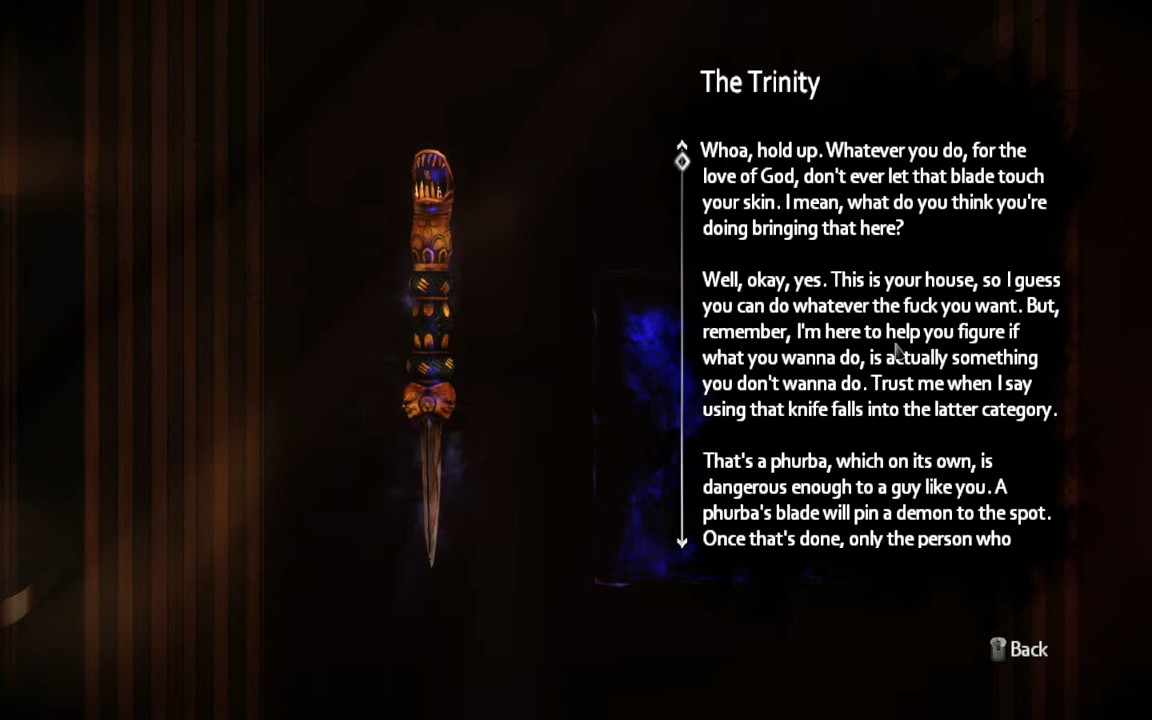 The Trinity
Whoa, hold up. Whatever you do, for the
love of God, don't ever let that blade touch
your skin. I mean, what do you think you're
doing bringing that here?
Well, okay, yes. This is your house, so I guess
you can do whatever the fuck you want. But,
remember, I'm here to help you figure if
what you wanna do, is actually something
you don't wanna do. Trust me when I say
using that knife falls into the latter category.
That's a phurba, which on its own, is
dangerous enough to a guy like you. A
phurba's blade will pin a demon to the spot.
Once that's done, only the person who
Back